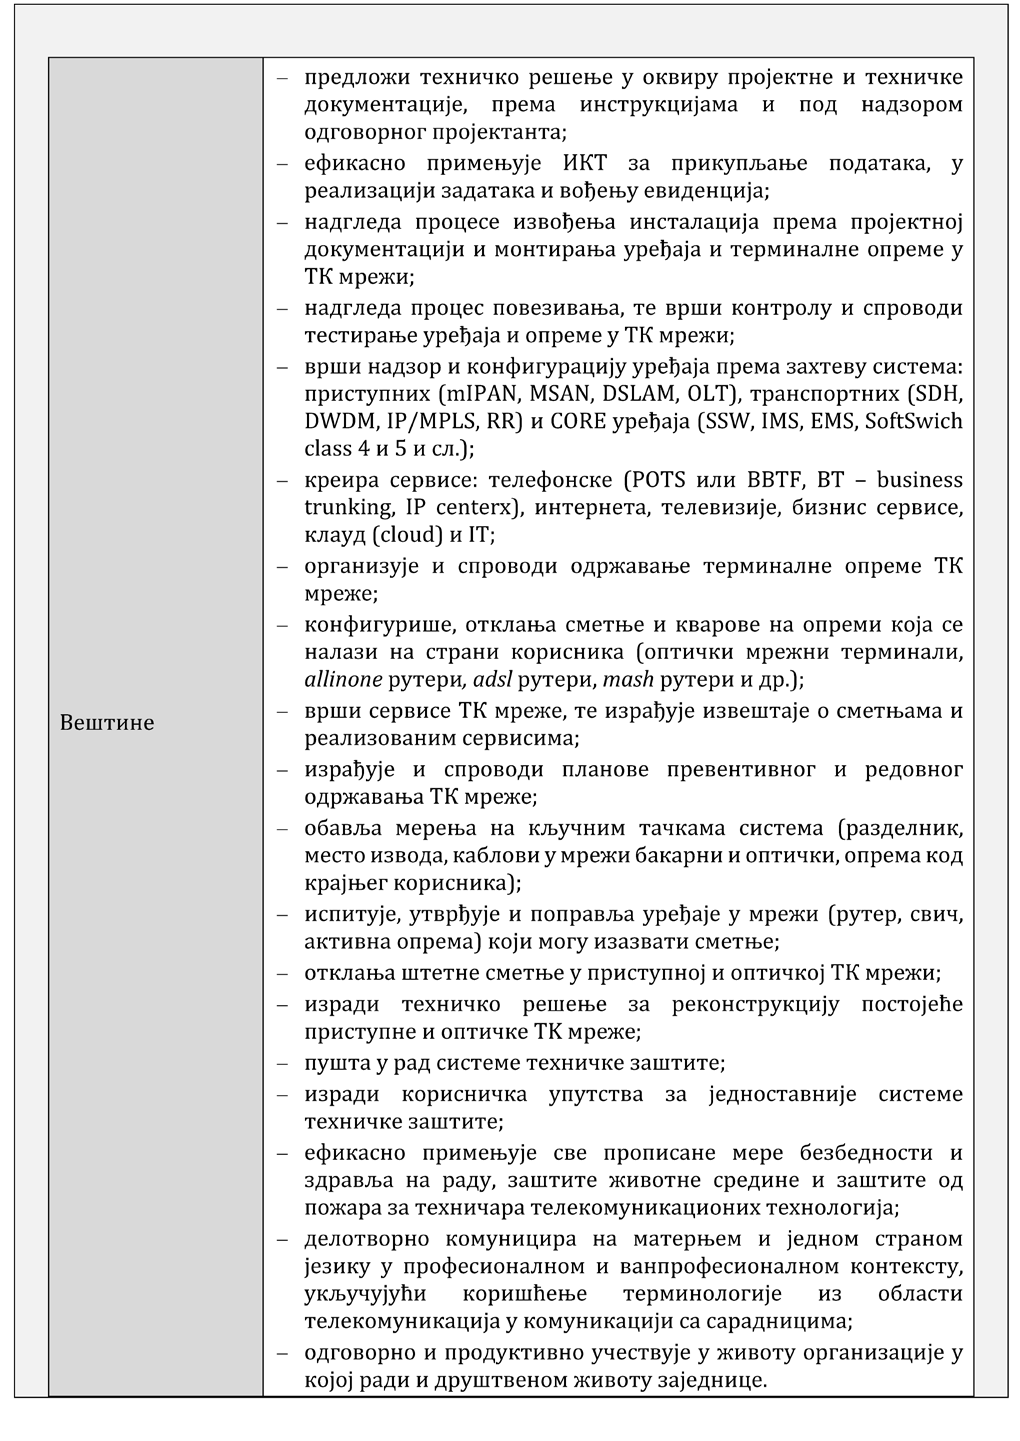 – предложи техничко решење у оквиру пројектне и техничке
документације, према инструкцијама и под надзором
одговорног пројектанта;
– ефикасно примењује ИКТ за прикупљање података, у
реализацији задатака и вођењу евиденција;
– надгледа процесе извођења инсталација према пројектној
документацији и монтирања уређаја и терминалне опреме у
ТК мрежи;
– надгледа процес повезивања, те врши контролу и спроводи
тестирање уређаја и опреме у ТК мрежи;
– врши надзор и конфигурацију уређаја према захтеву система:
приступних (mIPAN, MSAN, DSLAM, OLT), транспортних (SDH,
DWDM, IP/MPLS, RR) и CORE уређаја (SSW, IMS, EMS, SoftSwich
class 4 и 5 и сл.);
– креира сервисе: телефонске (POTS или BBTF, BT – business
trunking, IP centerx), интернета, телевизије, бизнис сервисе,
клауд (cloud) и IT;
– организује и спроводи одржавање терминалне опреме ТК
мреже;
– конфигурише, отклања сметње и кварове на опреми која се
налази на страни корисника (оптички мрежни терминали,
allinone рутери, adsl рутери, mash рутери и др.);
Вештине
– врши сервисе ТК мреже, те израђује извештаје о сметњама и
реализованим сервисима;
– израђује и спроводи планове превентивног и редовног
одржавања ТК мреже;
– обавља мерења на кључним тачкама система (разделник,
место извода, каблови у мрежи бакарни и оптички, опрема код
крајњег корисника);
– испитује, утврђује и поправља уређаје у мрежи (рутер, свич,
активна опрема) који могу изазвати сметње;
– отклања штетне сметње у приступној и оптичкој ТК мрежи;
– изради техничко решење за реконструкцију постојеће
приступне и оптичке ТК мреже;
– пушта у рад системе техничке заштите;
– изради корисничка упутства за једноставније системе
техничке заштите;
– ефикасно примењује све прописане мере безбедности и
здравља на раду, заштите животне средине и заштите од
пожара за техничара телекомуникационих технологија;
– делотворно комуницира на матерњем и једном страном
језику у професионалном и ванпрофесионалном контексту,
укључујући коришћење терминологије из области
телекомуникација у комуникацији са сарадницима;
– одговорно и продуктивно учествује у животу организације у
којој ради и друштвеном животу заједнице.